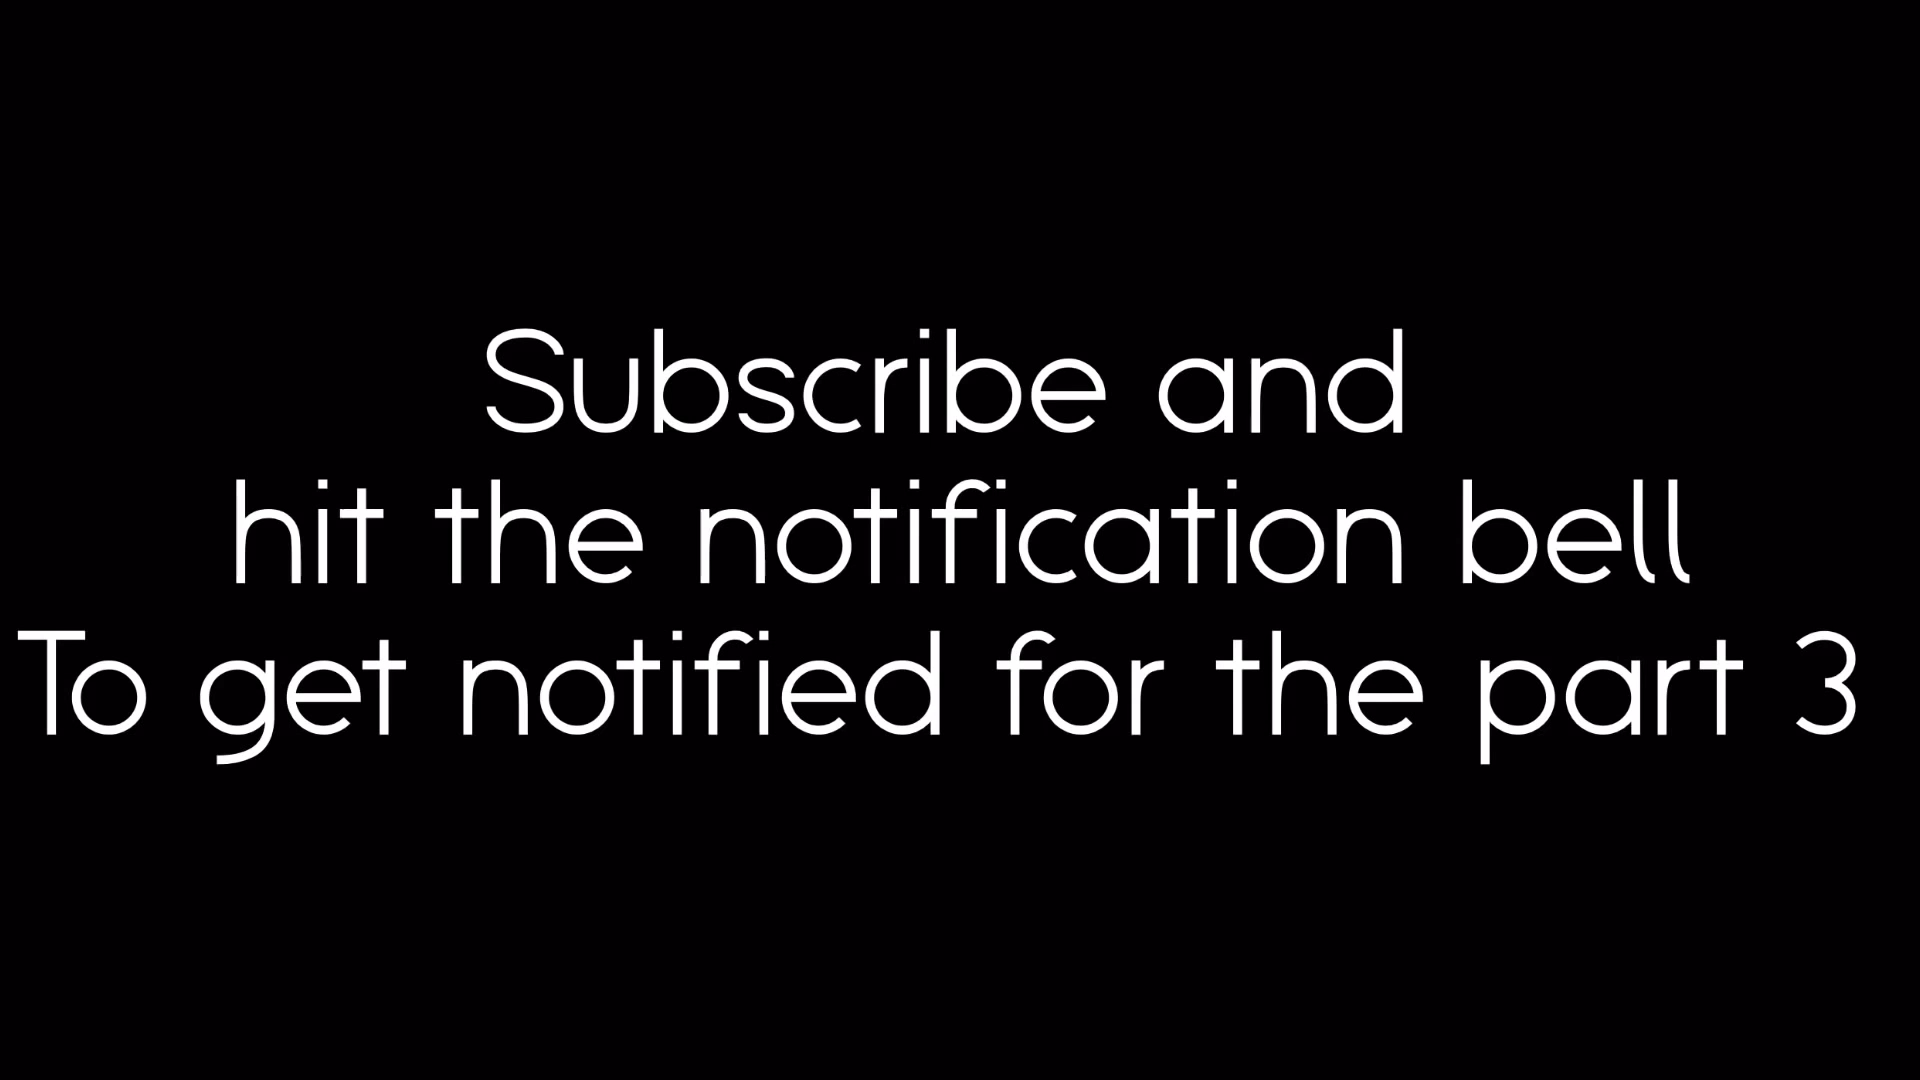 Subscribe and
hit the notification bell
To get notified for the part 3